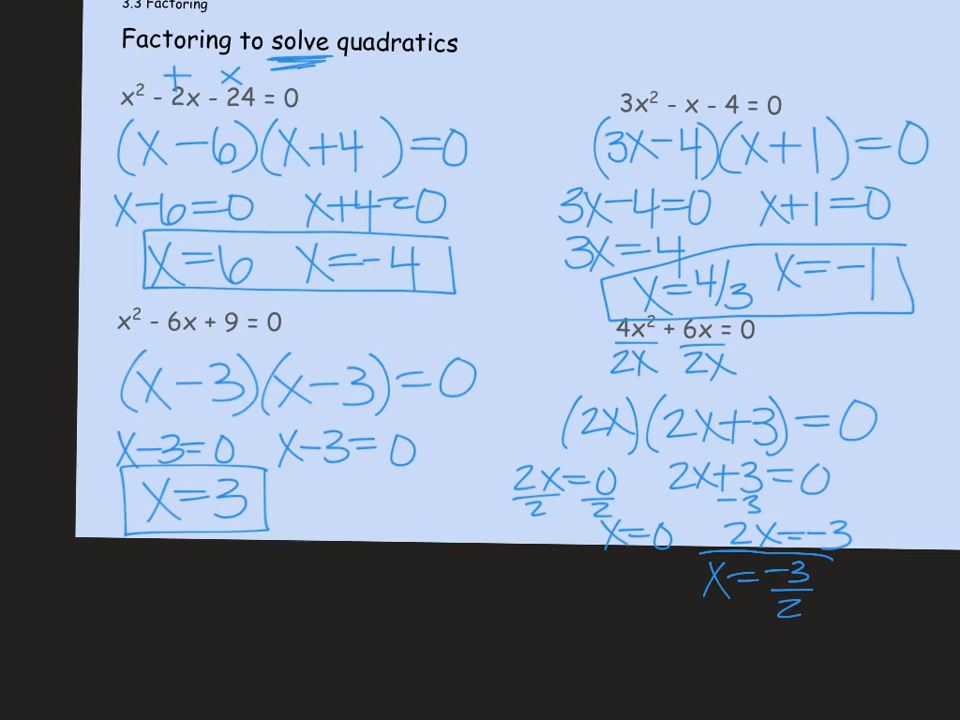 3.3 Factoring
Factoring to solve quadratics
+ x
x² - 2x - 24 = 0
(x-6)(x+4)=0
x-6=0 x+4=0
x=6 x=-4
x² - 6x + 9 = 0
(x-3)(x-3)=0
x-3=0 x-3=0
x=3
3x² - x - 4 = 0
(3x-4)(x+1)=0
3x-4=0 x+1=0
3x=4
x=4/3 x=-1
4x² + 6x = 0
2x 2x
(2x)(2x+3)=0
2x=0 2x+3=0
2 2 -3
x=0 2x=-3
x=-3/2